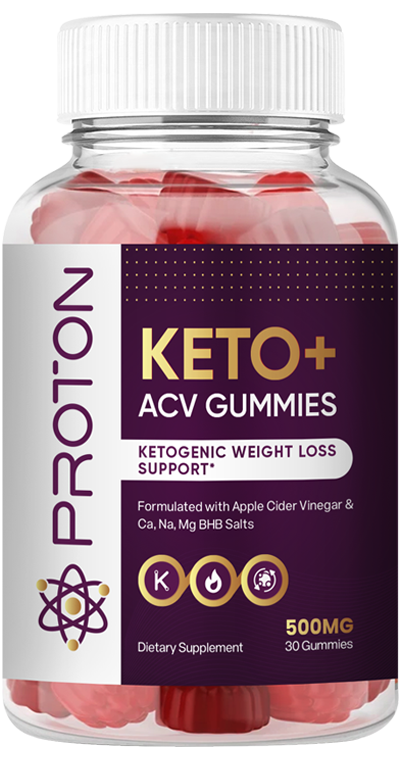 PROTON
KETO+
ACV GUMMIES
KETOGENIC WEIGHT LOSS
SUPPORT*
Formulated with Apple Cider Vinegar &
Ca, Na, Mg BHB Salts
K
500MG
Dietary Supplement
30 Gummies